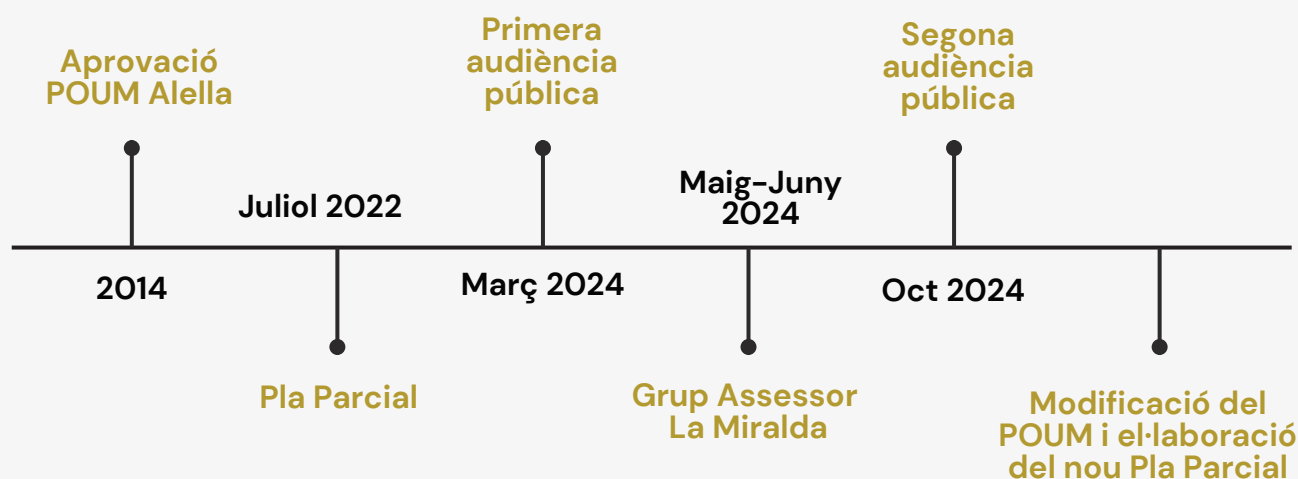 Aprovació
POUM Alella
2014
Juliol 2022
Pla Parcial
Primera
audiència
pública
Març 2024
Maig-Juny
2024
Grup Assessor
La Miralda
Segona
audiència
pública
Oct 2024
Modificació del
POUM i el·laboració
del nou Pla Parcial